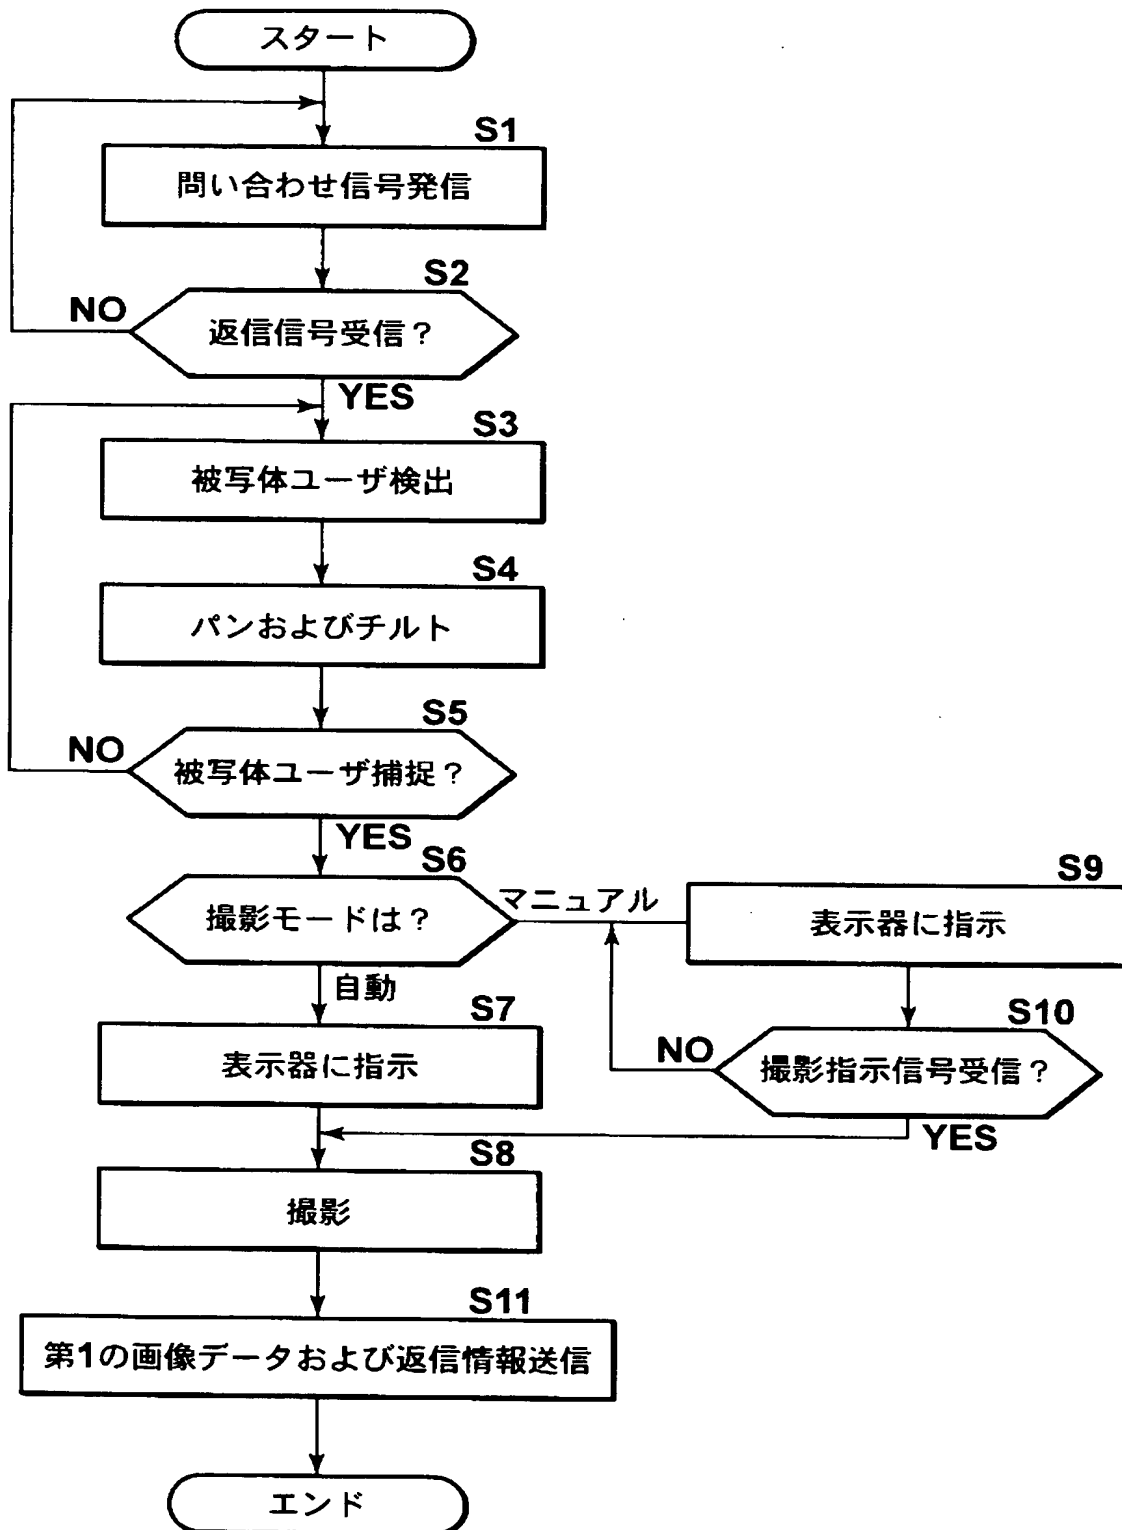 スタート
S1
問い合わせ信号発信
S2
NO
返信信号受信？
YES
S3
被写体ユーザ検出
S4
パンおよびチルト
S5
NO
被写体ユーザ捕捉？
YES
S6
撮影モードは？
マニュアル
S9
表示器に指示
自動
S7
表示器に指示
S10
NO
撮影指示信号受信？
YES
S8
撮影
S11
第1の画像データおよび返信情報送信
エンド